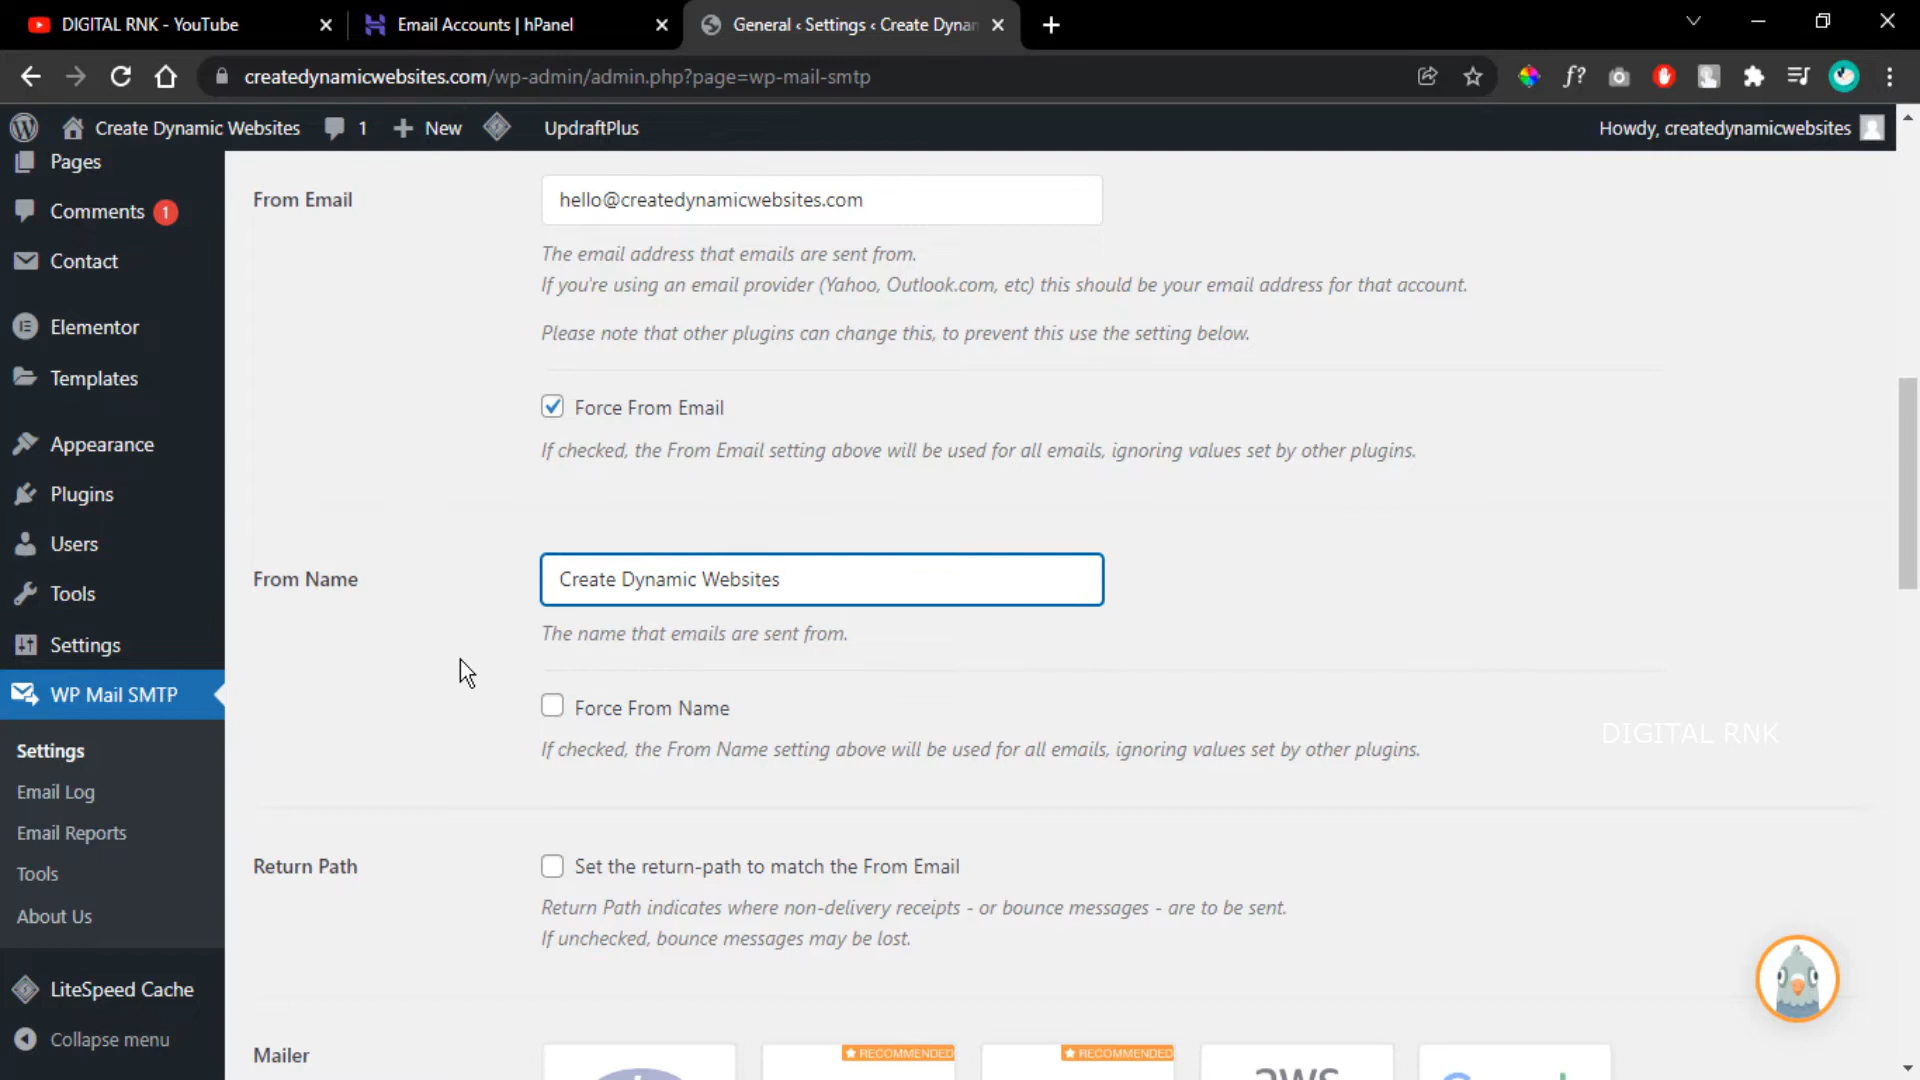 DIGITAL RNK - YouTube
Email Accounts | hPanel
General ‹ Settings ‹ Create Dynan
createdynamicwebsites.com/wp-admin/admin.php?page=wp-mail-smtp
f?
Create Dynamic Websites
1
New
UpdraftPlus
Howdy, createdynamicwebsites
Pages
Comments 1
Contact
Elementor
Templates
Appearance
Plugins
Users
Tools
Settings
WP Mail SMTP
Settings
Email Log
Email Reports
Tools
About Us
LiteSpeed Cache
Collapse menu
From Email
hello@createdynamicwebsites.com
The email address that emails are sent from.
If you're using an email provider (Yahoo, Outlook.com, etc) this should be your email address for that account.
Please note that other plugins can change this, to prevent this use the setting below.
Force From Email
If checked, the From Email setting above will be used for all emails, ignoring values set by other plugins.
From Name
Create Dynamic Websites
The name that emails are sent from.
Force From Name
If checked, the From Name setting above will be used for all emails, ignoring values set by other plugins.
DIGITAL RNK
Return Path
Set the return-path to match the From Email
Return Path indicates where non-delivery receipts - or bounce messages - are to be sent.
If unchecked, bounce messages may be lost.
Mailer
RECOMMENDED
RECOMMENDED
aws